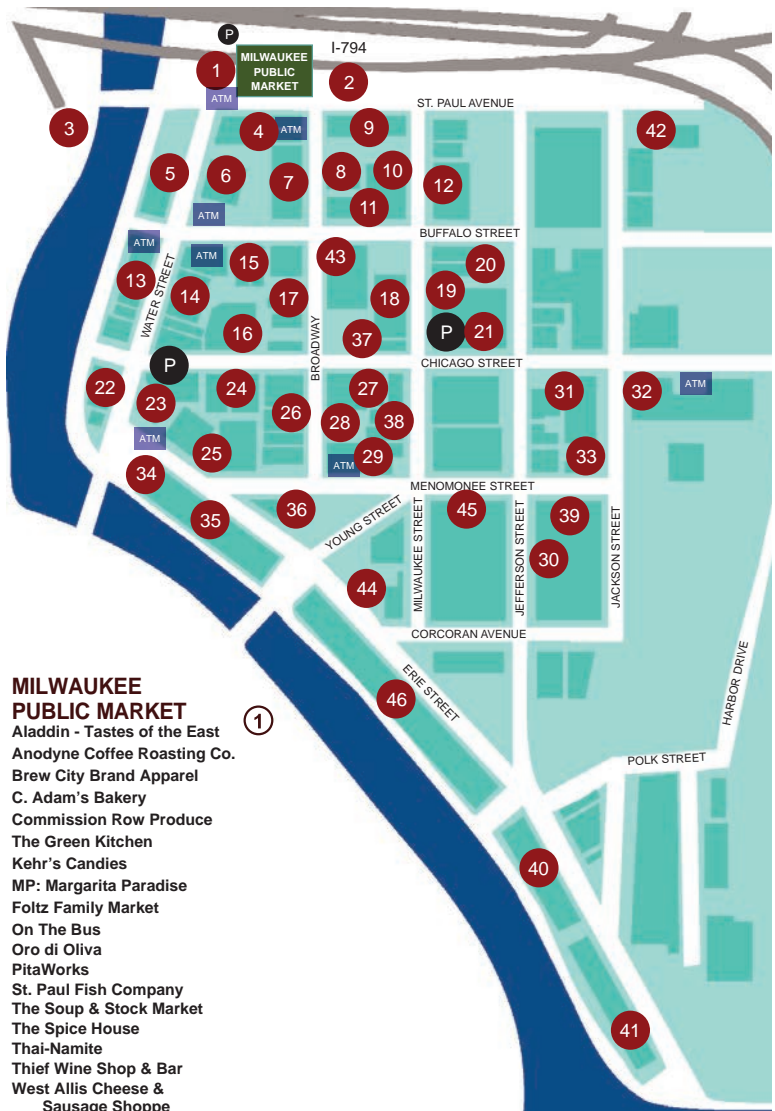 P
I-794
MILWAUKEE
PUBLIC
MARKET
1
2
ATM
ST. PAUL AVENUE
3
4
ATM
9
42
5
6
7
8
10
12
11
ATM
BUFFALO STREET
ATM
ATM
15
43
20
13
14
17
18
19
WATER STREET
16
BROADWAY
37
P
21
P
CHICAGO STREET
22
23
24
26
27
28
38
31
32
ATM
ATM
25
ATM
29
33
34
MENOMONEE STREET
35
36
YOUNG STREET
MILWAUKEE STREET
45
JEFFERSON STREET
39
30
JACKSON STREET
44
CORCORAN AVENUE
46
ERIE STREET
HARBOR DRIVE
POLK STREET
40
41
MILWAUKEE
PUBLIC MARKET
1
Aladdin - Tastes of the East
Anodyne Coffee Roasting Co.
Brew City Brand Apparel
C. Adam's Bakery
Commission Row Produce
The Green Kitchen
Kehr's Candies
MP: Margarita Paradise
Foltz Family Market
On The Bus
Oro di Oliva
PitaWorks
St. Paul Fish Company
The Soup & Stock Market
The Spice House
Thai-Namite
Thief Wine Shop & Bar
West Allis Cheese &
Sausage Shoppe